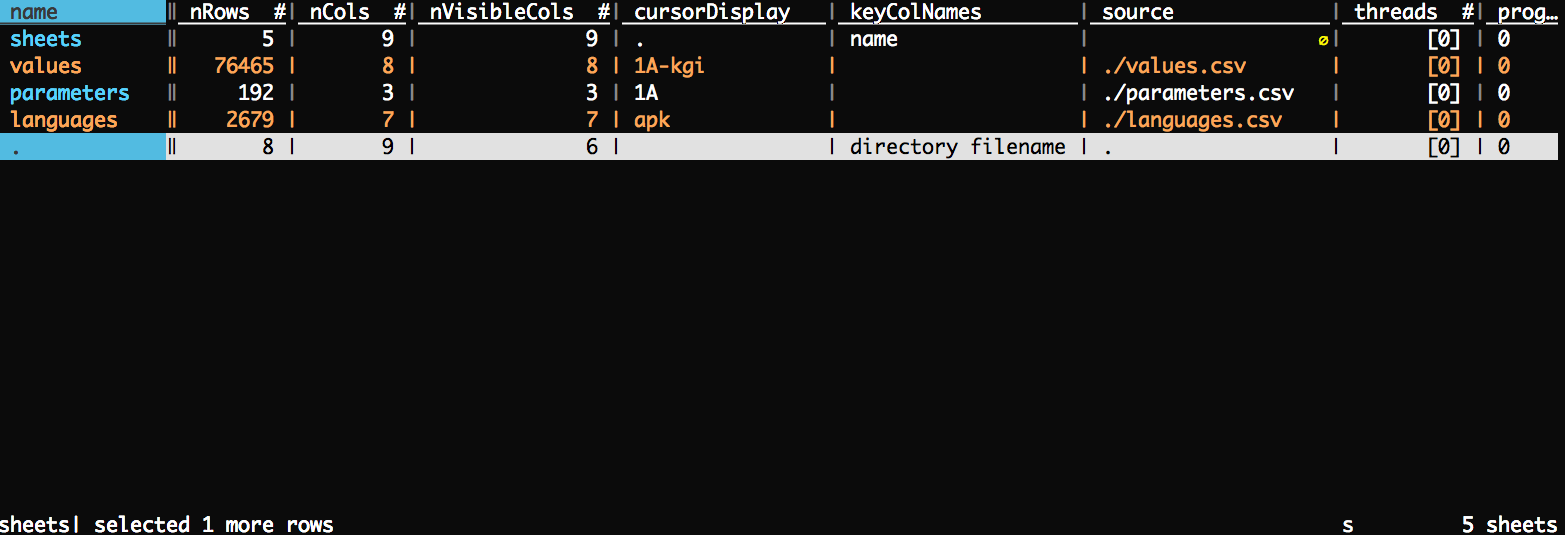 name ‖ nRows #| nCols #| nVisibleCols #| cursorDisplay | keyColNames | source | threads #| prog…
sheets ‖ 5 | 9 | 9 | . | name | ∅| [0] | 0
values ‖ 76465 | 8 | 8 | 1A-kgi | | ./values.csv | [0] | 0
parameters ‖ 192 | 3 | 3 | 1A | | ./parameters.csv | [0] | 0
languages ‖ 2679 | 7 | 7 | apk | | ./languages.csv | [0] | 0
. ‖ 8 | 9 | 6 | | directory filename | . | [0] | 0
sheets| selected 1 more rows s 5 sheets